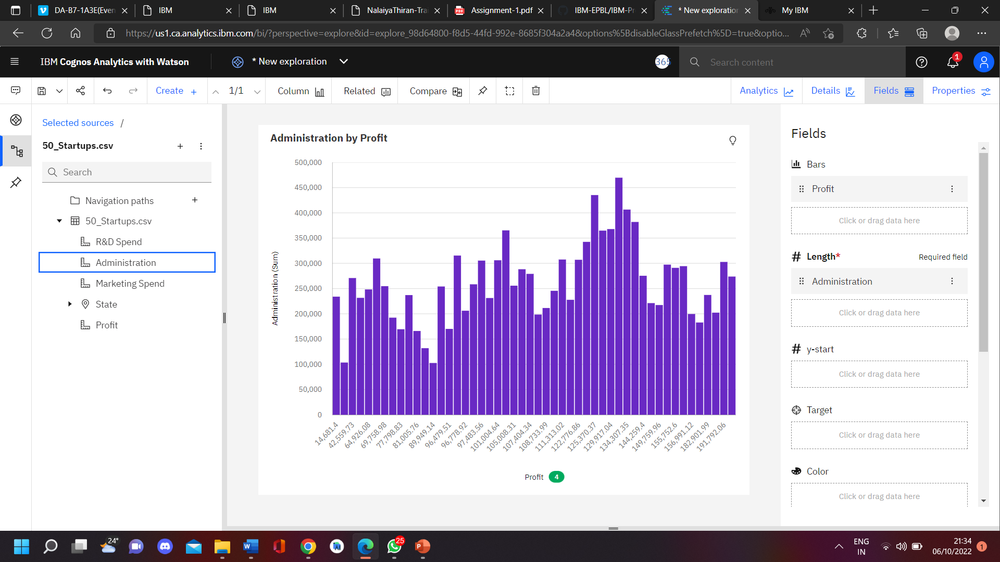 DA-B7-1A3E(Even
IBM
IBM
NalaiyaThiran-Tra
Assignment-1.pdf
IBM-EPBL/IBM-Pr
* New exploration
My IBM
https://us1.ca.analytics.ibm.com/bi/?perspective=explore&id=explore_98d64800-f8d5-44fd-992e-8685f304a2a4&options%5BdisableGlassPrefetch%5D=true&optio...
IBM Cognos Analytics with Watson
* New exploration
365
Search content
1
Create
1/1
Column
Related
Compare
Analytics
Details
Fields
Properties
Selected sources /
50_Startups.csv
Search
Navigation paths
50_Startups.csv
R&D Spend
Administration
Marketing Spend
State
Profit
Administration by Profit
Administration (Sum)
500,000
450,000
400,000
350,000
300,000
250,000
200,000
150,000
100,000
50,000
0
14,681.4
42,559.73
64,926.08
69,758.98
77,798.83
81,005.76
89,949.14
96,479.51
96,778.92
97,483.56
101,004.64
105,008.31
107,404.34
108,733.99
111,313.02
122,776.86
125,370.37
129,917.04
134,307.35
144,259.4
149,759.96
155,752.6
156,991.12
182,901.99
191,792.06
Profit 4
Fields
Bars
Profit
Click or drag data here
Length* Required field
Administration
Click or drag data here
y-start
Click or drag data here
Target
Click or drag data here
Color
Click or drag data here
24°
25
ENG
IN
21:34
06/10/2022
1